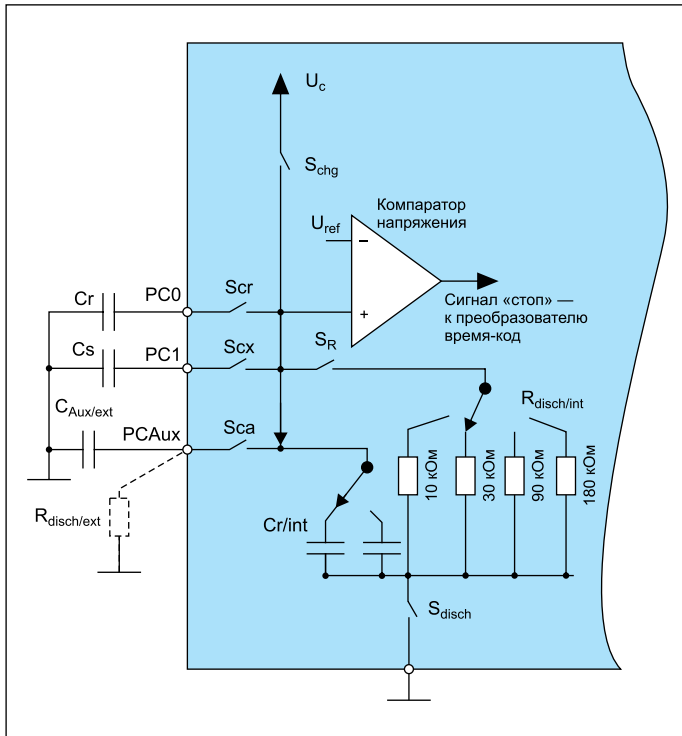 Uc
Schg
Компаратор
напряжения
Uref
−
+
Сигнал «стоп» —
к преобразователю
время-код
Cr
PC0
Scr
Cs
PC1
Scx
SR
CAux/ext
PCAux
Sca
Rdisch/int
10 кОм
30 кОм
90 кОм
180 кОм
Rdisch/ext
Cr/int
Sdisch